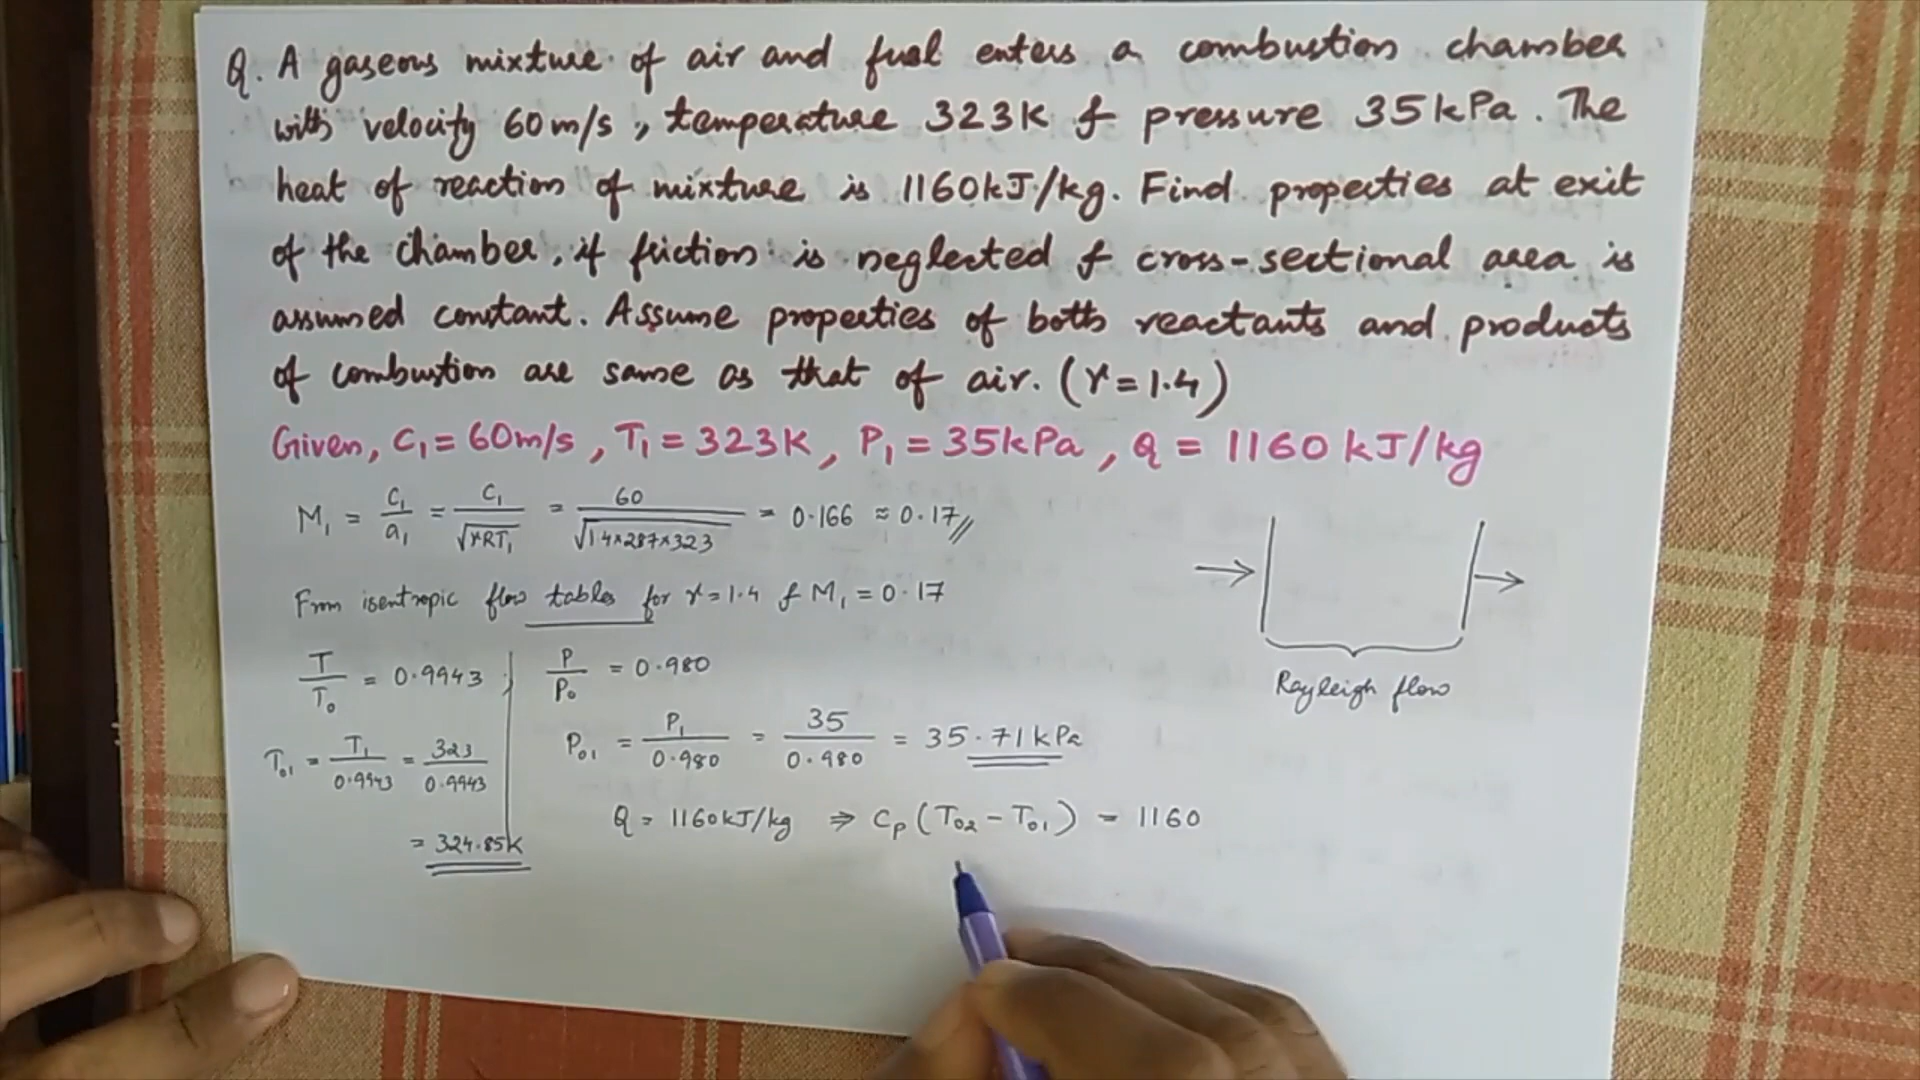 Q. A gaseous mixture of air and fuel enters a combustion chamber
with velocity 60 m/s, temperature 323K & pressure 35kPa. The
heat of reaction of mixture is 1160kJ/kg. Find properties at exit
of the chamber, if friction is neglected & cross-sectional area is
assumed constant. Assume properties of both reactants and products
of combustion are same as that of air. (γ=1.4)
Given, C₁ = 60m/s, T₁ = 323K, P₁ = 35kPa, Q = 1160 kJ/kg
M₁ = C₁/a₁ = C₁/√γRT₁ = 60/√1.4×287×323 = 0.166 ≈ 0.17
From isentropic flow tables for γ=1.4 & M₁ = 0.17
T/T₀ = 0.9943 ; P/P₀ = 0.980
Rayleigh flow
T₀₁ = T₁/0.9943 = 323/0.9943
P₀₁ = P₁/0.980 = 35/0.980 = 35.71kPa
= 324.85K
Q = 1160kJ/kg ⇒ Cp(T₀₂ - T₀₁) = 1160